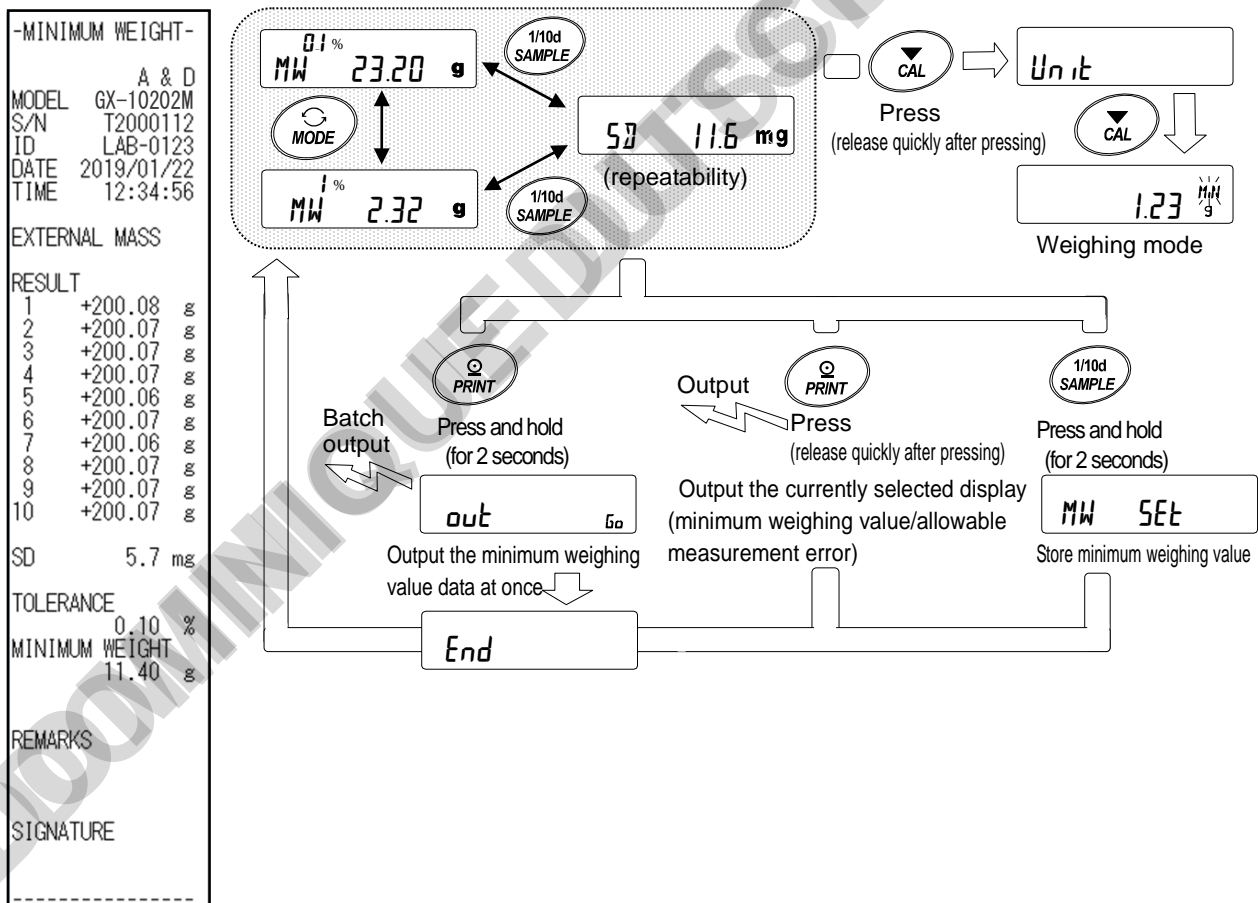 -MINIMUM WEIGHT-
A & D
MODEL GX-10202M
S/N T2000112
ID LAB-0123
DATE 2019/01/22
TIME 12:34:56
EXTERNAL MASS
RESULT
1 +200.08 g
2 +200.07 g
3 +200.07 g
4 +200.07 g
5 +200.06 g
6 +200.07 g
7 +200.06 g
8 +200.07 g
9 +200.07 g
10 +200.07 g
SD 5.7 mg
TOLERANCE
0.10 %
MINIMUM WEIGHT
11.40 g
REMARKS
SIGNATURE
0.1 %
MW 23.20 g
1/10d
SAMPLE
MODE
SD 11.6 mg
(repeatability)
1 %
MW 2.32 g
1/10d
SAMPLE
CAL
Press
(release quickly after pressing)
Unit
CAL
1.23 MW g
Weighing mode
PRINT
Press and hold
(for 2 seconds)
Batch
output
out Go
Output the minimum weighing
value data at once
End
PRINT
Output
Press
(release quickly after pressing)
Output the currently selected display
(minimum weighing value/allowable
measurement error)
1/10d
SAMPLE
Press and hold
(for 2 seconds)
MW SEt
Store minimum weighing value